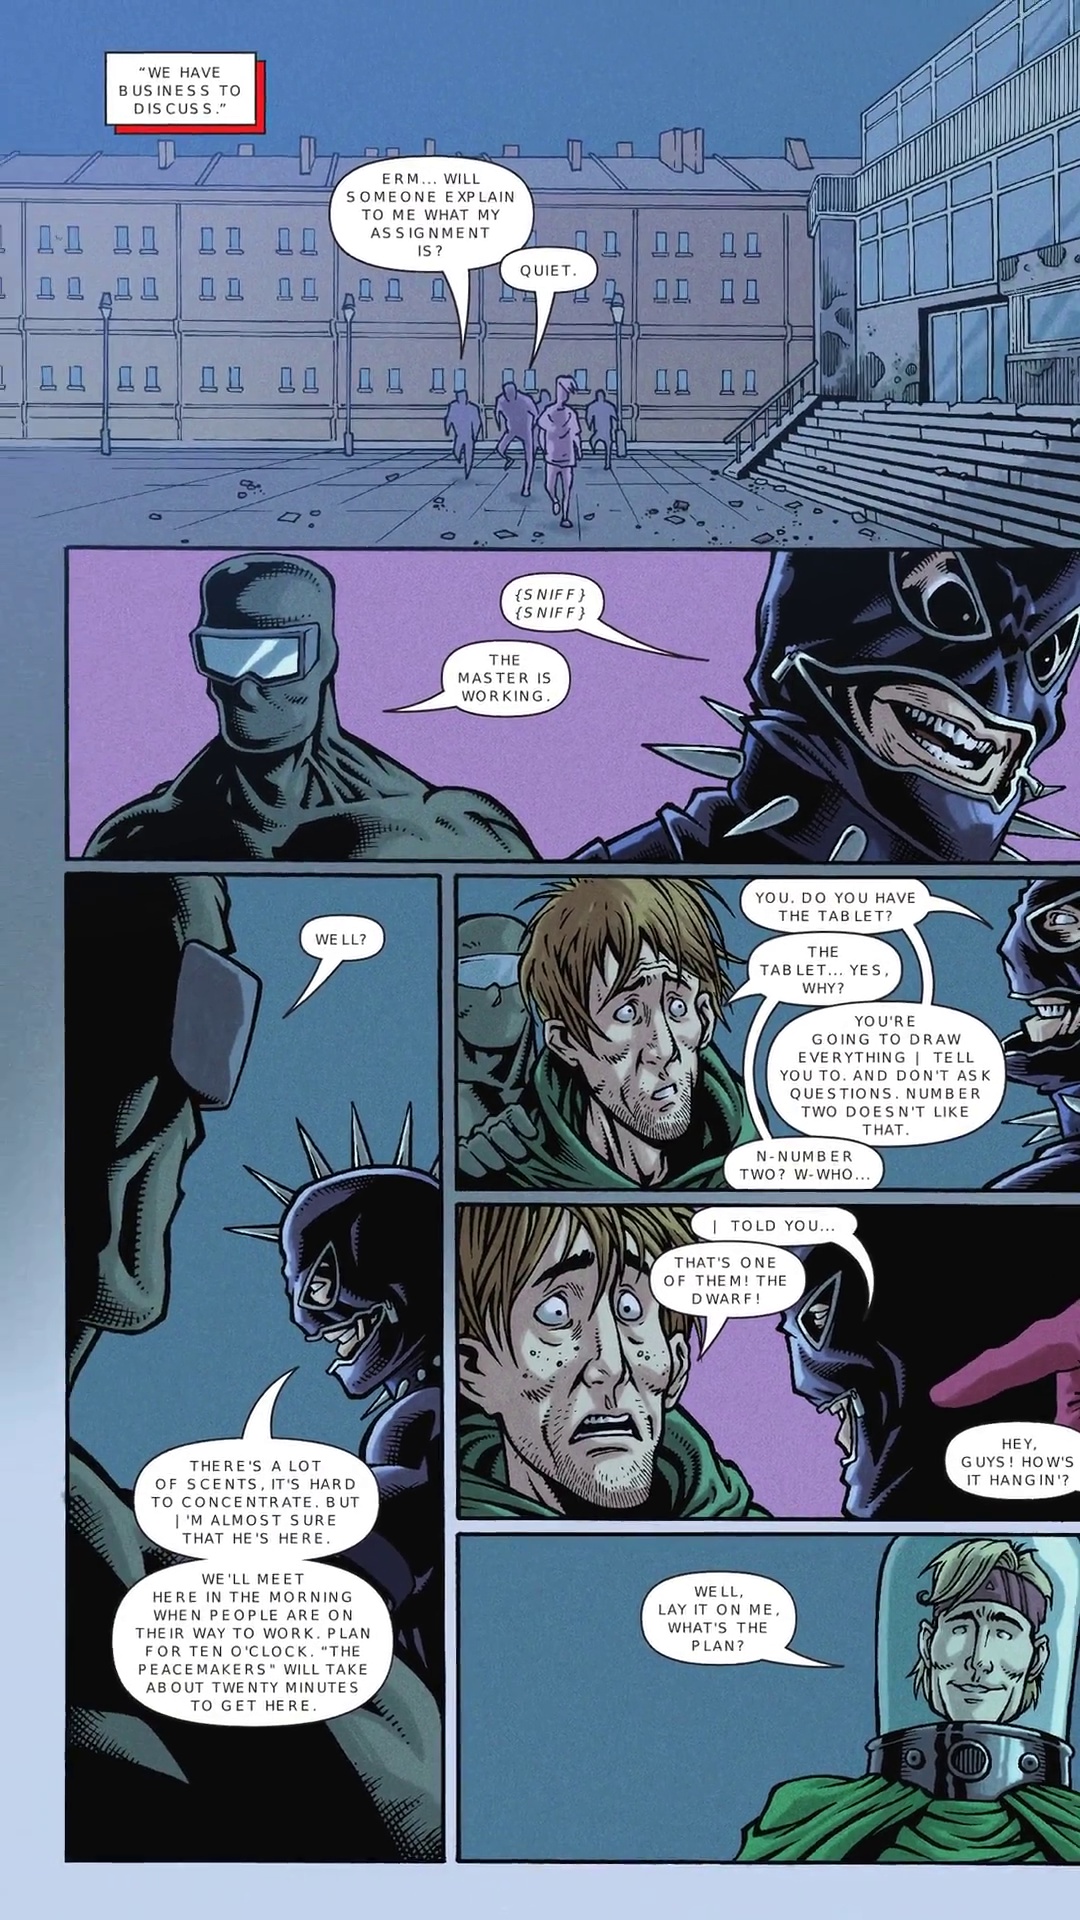 "WE HAVE
BUSINESS TO
DISCUSS."
ERM... WILL
SOMEONE EXPLAIN
TO ME WHAT MY
ASSIGNMENT
IS?
QUIET.
{SNIFF}
{SNIFF}
THE
MASTER IS
WORKING.
WELL?
THERE'S A LOT
OF SCENTS, IT'S HARD
TO CONCENTRATE. BUT
I'M ALMOST SURE
THAT HE'S HERE.
WE'LL MEET
HERE IN THE MORNING
WHEN PEOPLE ARE ON
THEIR WAY TO WORK. PLAN
FOR TEN O'CLOCK. "THE
PEACEMAKERS" WILL TAKE
ABOUT TWENTY MINUTES
TO GET HERE.
YOU. DO YOU HAVE
THE TABLET?
THE
TABLET... YES,
WHY?
YOU'RE
GOING TO DRAW
EVERYTHING I TELL
YOU TO. AND DON'T ASK
QUESTIONS. NUMBER
TWO DOESN'T LIKE
THAT.
N-NUMBER
TWO? W-WHO...
I TOLD YOU...
THAT'S ONE
OF THEM! THE
DWARF!
HEY,
GUYS! HOW'S
IT HANGIN'?
WELL,
LAY IT ON ME,
WHAT'S THE
PLAN?